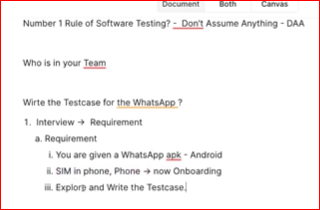 Document Both Canvas
Number 1 Rule of Software Testing? - Don't Assume Anything - DAA
Who is in your Team
Wirte the Testcase for the WhatsApp ?
1. Interview → Requirement
a. Requirement
i. You are given a WhatsApp apk - Android
ii. SIM in phone, Phone → now Onboarding
iii. Explore and Write the Testcase.